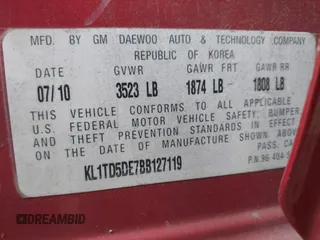 MFD. BY GM DAEWOO AUTO & TECHNOLOGY COMPANY
REPUBLIC OF KOREA
DATE GVWR GAWR FRT GAWR RR
07/10 3523 LB 1874 LB 1808 LB
THIS VEHICLE CONFORMS TO ALL APPLICABLE
U.S. FEDERAL MOTOR VEHICLE SAFETY, BUMPER,
THEFT PREVENTION STANDARDS IN EFFECT
ON THE DATE OF MANUFACTURE SHOWN ABOVE.
PASS. CA
KL1TD5DE7BB127119
P/N. 96 404
DREAMBID